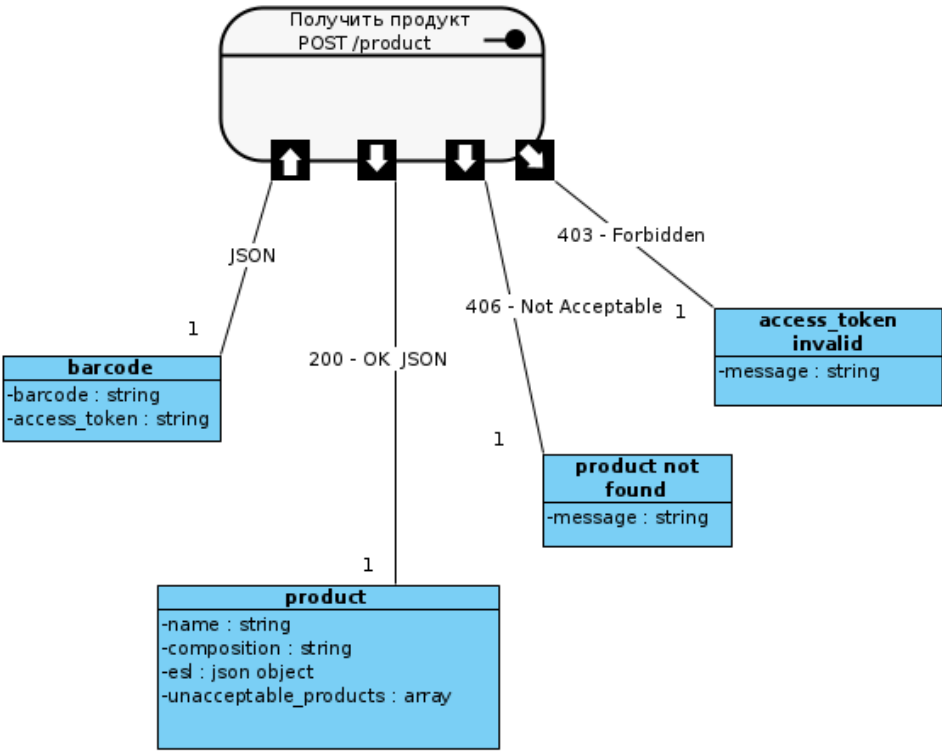 Получить продукт
POST /product
JSON
200 - OK JSON
406 - Not Acceptable
403 - Forbidden
1
barcode
-barcode : string
-access_token : string
1
access_token
invalid
-message : string
1
product not
found
-message : string
1
product
-name : string
-composition : string
-esl : json object
-unacceptable_products : array